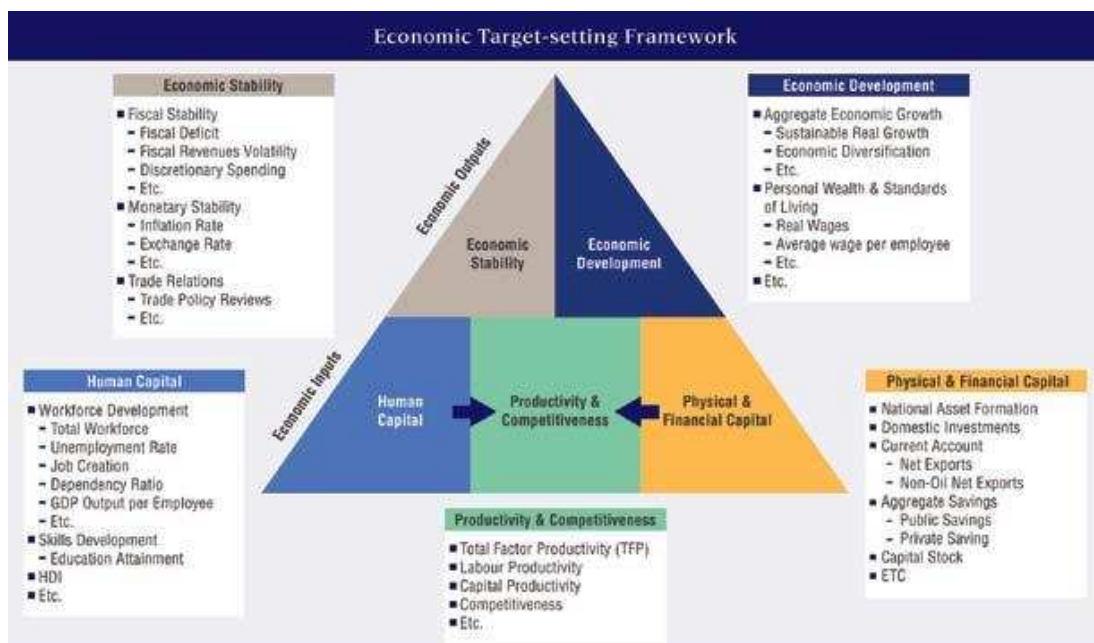 Economic Target-setting Framework
Economic Stability
■ Fiscal Stability
– Fiscal Deficit
– Fiscal Revenues Volatility
– Discretionary Spending
– Etc.
■ Monetary Stability
– Inflation Rate
– Exchange Rate
– Etc.
■ Trade Relations
– Trade Policy Reviews
– Etc.
Economic Development
■ Aggregate Economic Growth
– Sustainable Real Growth
– Economic Diversification
– Etc.
■ Personal Wealth & Standards
of Living
– Real Wages
– Average wage per employee
– Etc.
■ Etc.
Economic Outputs
Economic
Stability
Economic
Development
Economic Inputs
Human
Capital
Productivity &
Competitiveness
Physical &
Financial Capital
Human Capital
■ Workforce Development
– Total Workforce
– Unemployment Rate
– Job Creation
– Dependency Ratio
– GDP Output per Employee
– Etc.
■ Skills Development
– Education Attainment
■ HDI
■ Etc.
Productivity & Competitiveness
■ Total Factor Productivity (TFP)
■ Labour Productivity
■ Capital Productivity
■ Competitiveness
■ Etc.
Physical & Financial Capital
■ National Asset Formation
■ Domestic Investments
■ Current Account
– Net Exports
– Non-Oil Net Exports
■ Aggregate Savings
– Public Savings
– Private Saving
■ Capital Stock
■ ETC